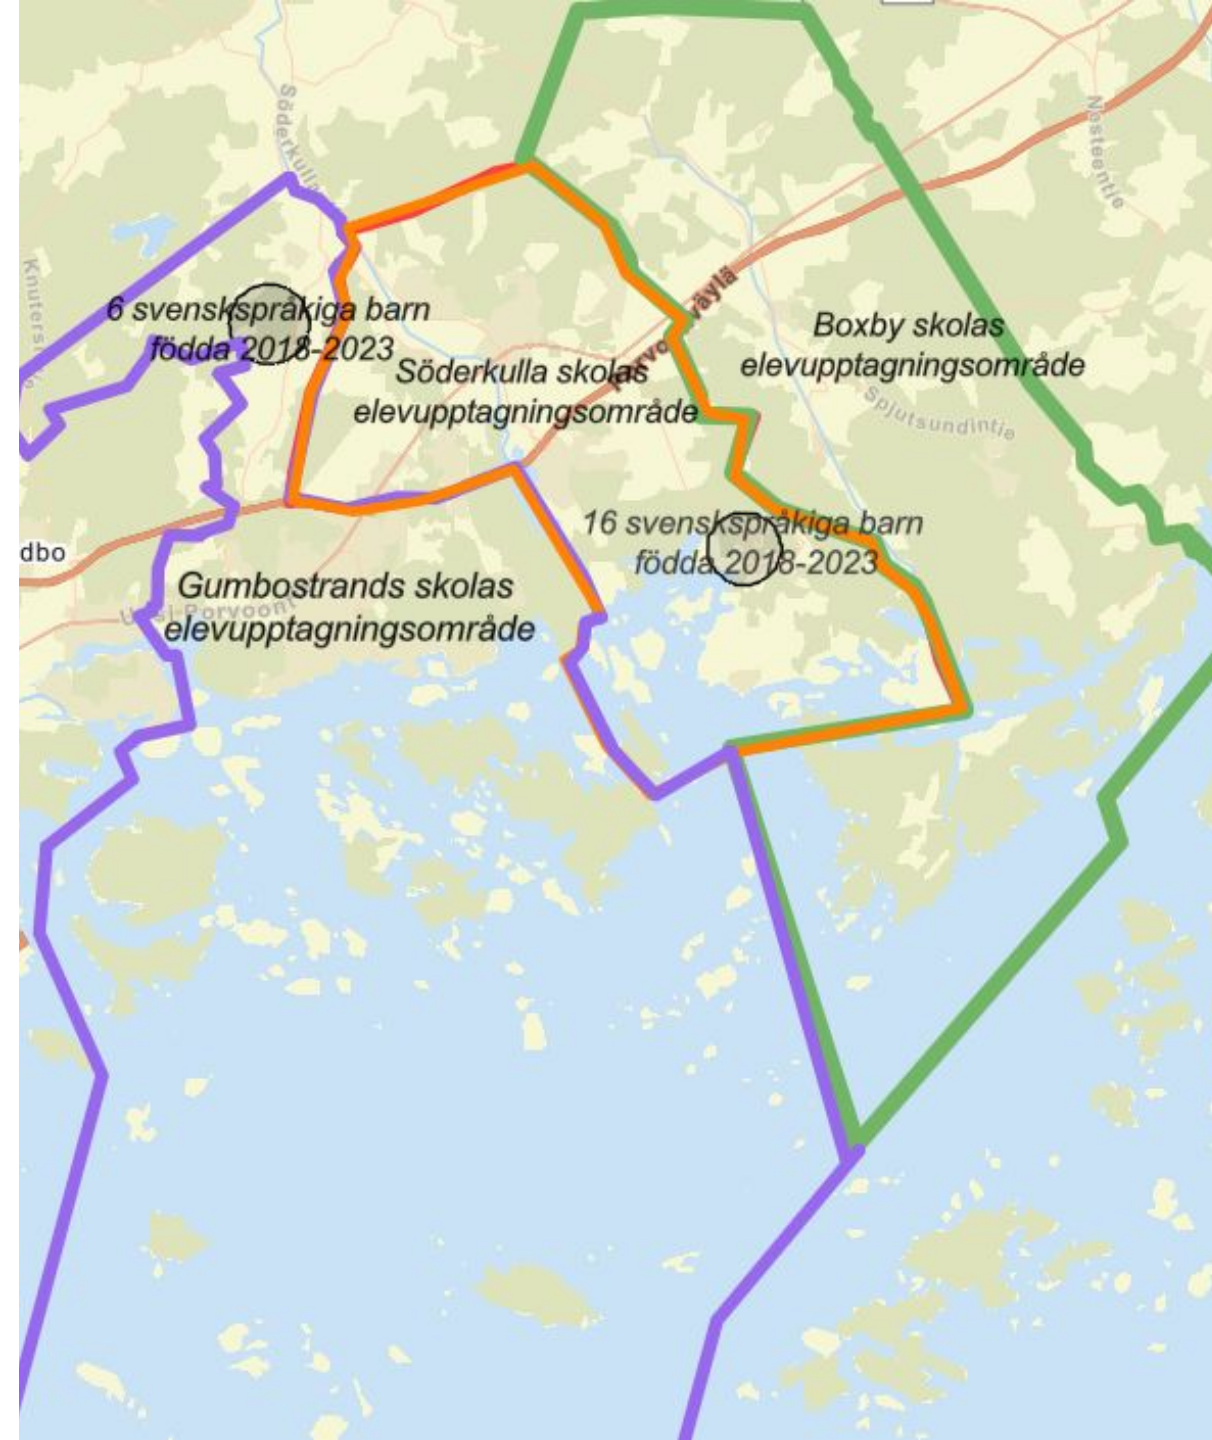 Söderkulla
Nesteentie
6 svenskspråkiga barn
födda 2018-2023
Boxby skolas
elevupptagningsområde
Söderkulla skolas
elevupptagningsområde
Spjutsundintie
16 svenskspråkiga barn
födda 2018-2023
dbo
Gumbostrands skolas
elevupptagningsområde